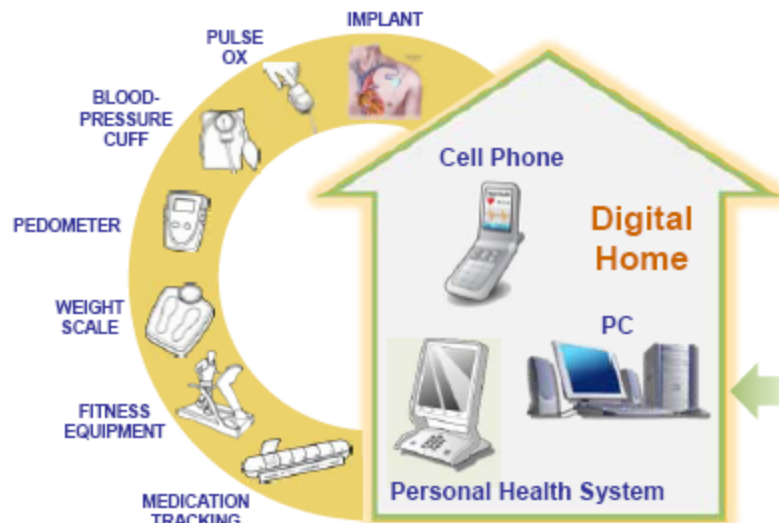 IMPLANT
PULSE
OX
BLOOD-
PRESSURE
CUFF
PEDOMETER
WEIGHT
SCALE
FITNESS
EQUIPMENT
MEDICATION
TRACKING
Cell Phone
Digital
Home
PC
Personal Health System